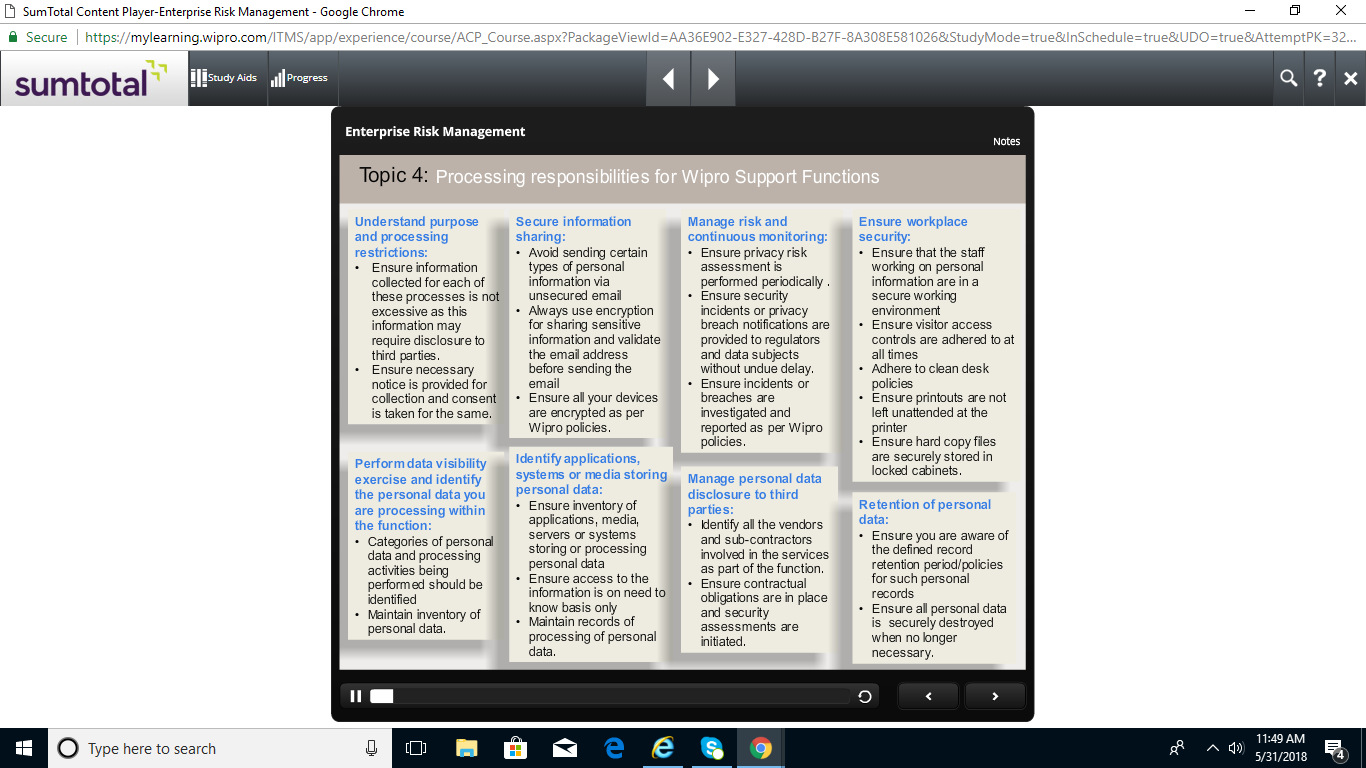 SumTotal Content Player-Enterprise Risk Management - Google Chrome
Secure
https://mylearning.wipro.com/ITMS/app/experience/course/ACP_Course.aspx?PackageViewId=AA36E902-E327-428D-B27F-8A308E581026&StudyMode=true&InSchedule=true&UDO=true&AttemptPK=32...
sumtotal
Study Aids
Progress
Enterprise Risk Management
Notes
Topic 4: Processing responsibilities for Wipro Support Functions
Understand purpose
and processing
restrictions:
• Ensure information
collected for each of
these processes is not
excessive as this
information may
require disclosure to
third parties.
• Ensure necessary
notice is provided for
collection and consent
is taken for the same.
Secure information
sharing:
• Avoid sending certain
types of personal
information via
unsecured email
• Always use encryption
for sharing sensitive
information and validate
the email address
before sending the
email
• Ensure all your devices
are encrypted as per
Wipro policies.
Manage risk and
continuous monitoring:
• Ensure privacy risk
assessment is
performed periodically .
• Ensure security
incidents or privacy
breach notifications are
provided to regulators
and data subjects
without undue delay.
• Ensure incidents or
breaches are
investigated and
reported as per Wipro
policies.
Ensure workplace
security:
• Ensure that the staff
working on personal
information are in a
secure working
environment
• Ensure visitor access
controls are adhered to at
all times
• Adhere to clean desk
policies
• Ensure printouts are not
left unattended at the
printer
• Ensure hard copy files
are securely stored in
locked cabinets.
Perform data visibility
exercise and identify
the personal data you
are processing within
the function:
• Categories of personal
data and processing
activities being
performed should be
identified
• Maintain inventory of
personal data.
Identify applications,
systems or media storing
personal data:
• Ensure inventory of
applications, media,
servers or systems
storing or processing
personal data
• Ensure access to the
information is on need to
know basis only
• Maintain records of
processing of personal
data.
Manage personal data
disclosure to third
parties:
• Identify all the vendors
and sub-contractors
involved in the services
as part of the function.
• Ensure contractual
obligations are in place
and security
assessments are
initiated.
Retention of personal
data:
• Ensure you are aware of
the defined record
retention period/policies
for such personal
records
• Ensure all personal data
is securely destroyed
when no longer
necessary.
Type here to search
11:49 AM
5/31/2018
4